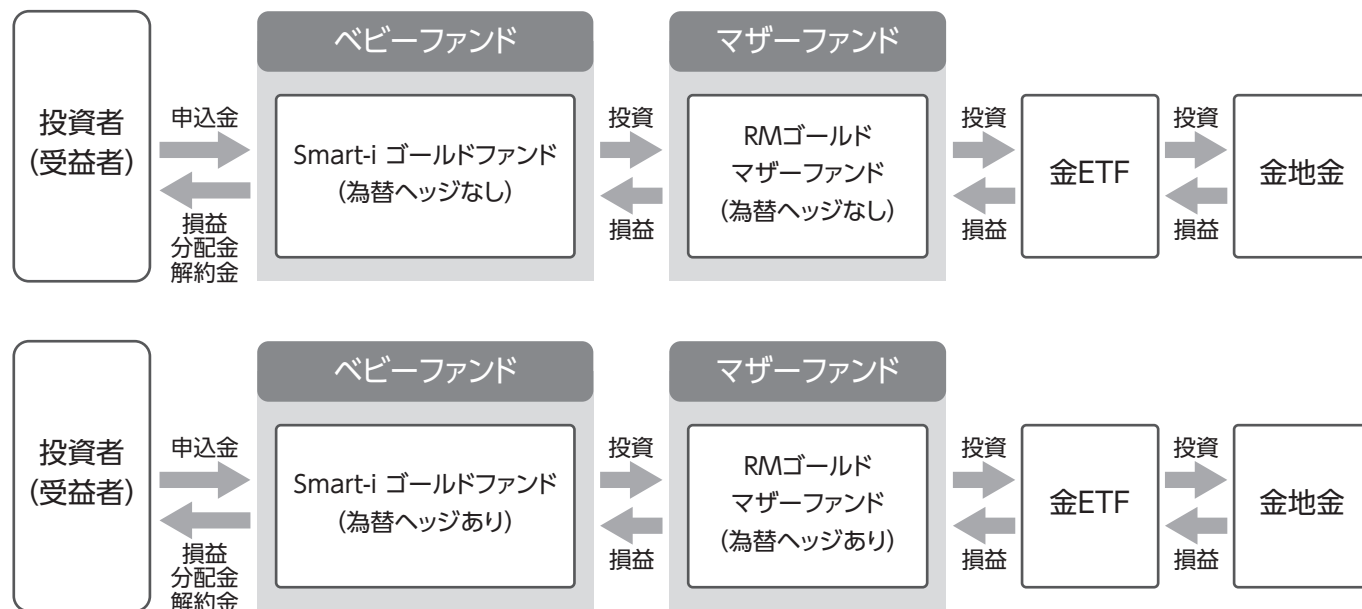 ベビーファンド
マザーファンド
投資者
(受益者)
申込金
損益
分配金
解約金
Smart-i ゴールドファンド
(為替ヘッジなし)
投資
損益
RMゴールド
マザーファンド
(為替ヘッジなし)
投資
損益
金ETF
投資
損益
金地金
ベビーファンド
マザーファンド
投資者
(受益者)
申込金
損益
分配金
解約金
Smart-i ゴールドファンド
(為替ヘッジあり)
投資
損益
RMゴールド
マザーファンド
(為替ヘッジあり)
投資
損益
金ETF
投資
損益
金地金